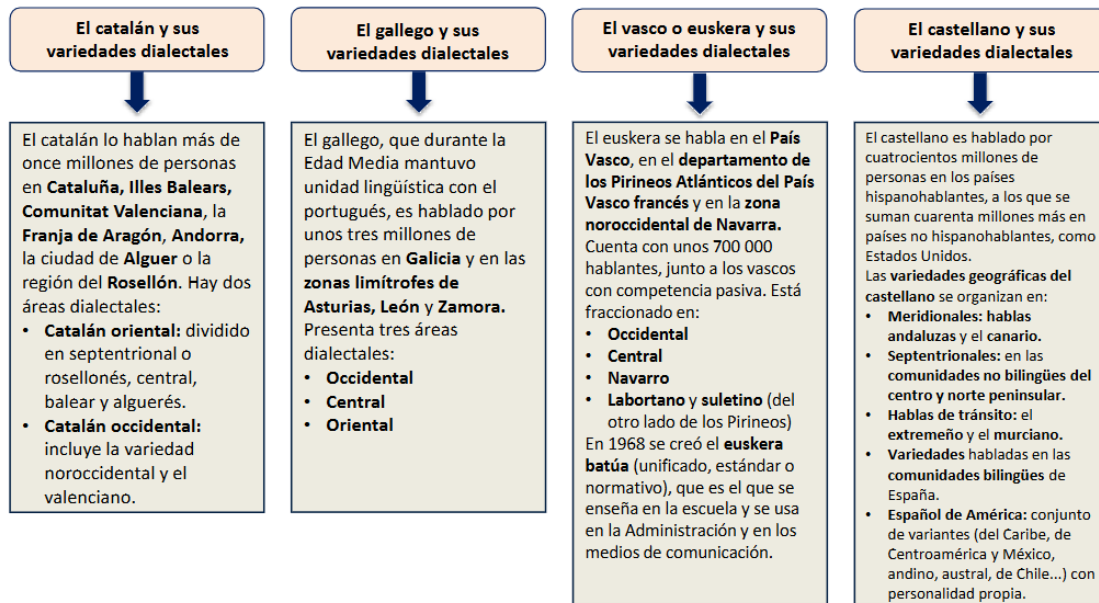 El catalán y sus
variedades dialectales
El catalán lo hablan más de
once millones de personas
en Cataluña, Illes Balears,
Comunitat Valenciana, la
Franja de Aragón, Andorra,
la ciudad de Alguer o la
región del Rosellón. Hay dos
áreas dialectales:
• Catalán oriental: dividido
en septentrional o
rosellonés, central,
balear y alguerés.
• Catalán occidental:
incluye la variedad
noroccidental y el
valenciano.
El gallego y sus
variedades dialectales
El gallego, que durante la
Edad Media mantuvo
unidad lingüística con el
portugués, es hablado por
unos tres millones de
personas en Galicia y en las
zonas limítrofes de
Asturias, León y Zamora.
Presenta tres áreas
dialectales:
• Occidental
• Central
• Oriental
El vasco o euskera y sus
variedades dialectales
El euskera se habla en el País
Vasco, en el departamento de
los Pirineos Atlánticos del País
Vasco francés y en la zona
noroccidental de Navarra.
Cuenta con unos 700 000
hablantes, junto a los vascos
con competencia pasiva. Está
fraccionado en:
• Occidental
• Central
• Navarro
• Labortano y suletino (del
otro lado de los Pirineos)
En 1968 se creó el euskera
batúa (unificado, estándar o
normativo), que es el que se
enseña en la escuela y se usa
en la Administración y en los
medios de comunicación.
El castellano y sus
variedades dialectales
El castellano es hablado por
cuatrocientos millones de
personas en los países
hispanohablantes, a los que se
suman cuarenta millones más en
países no hispanohablantes, como
Estados Unidos.
Las variedades geográficas del
castellano se organizan en:
• Meridionales: hablas
andaluzas y el canario.
• Septentrionales: en las
comunidades no bilingües del
centro y norte peninsular.
• Hablas de tránsito: el
extremeño y el murciano.
• Variedades habladas en las
comunidades bilingües de
España.
• Español de América: conjunto
de variantes (del Caribe, de
Centroamérica y México,
andino, austral, de Chile...) con
personalidad propia.